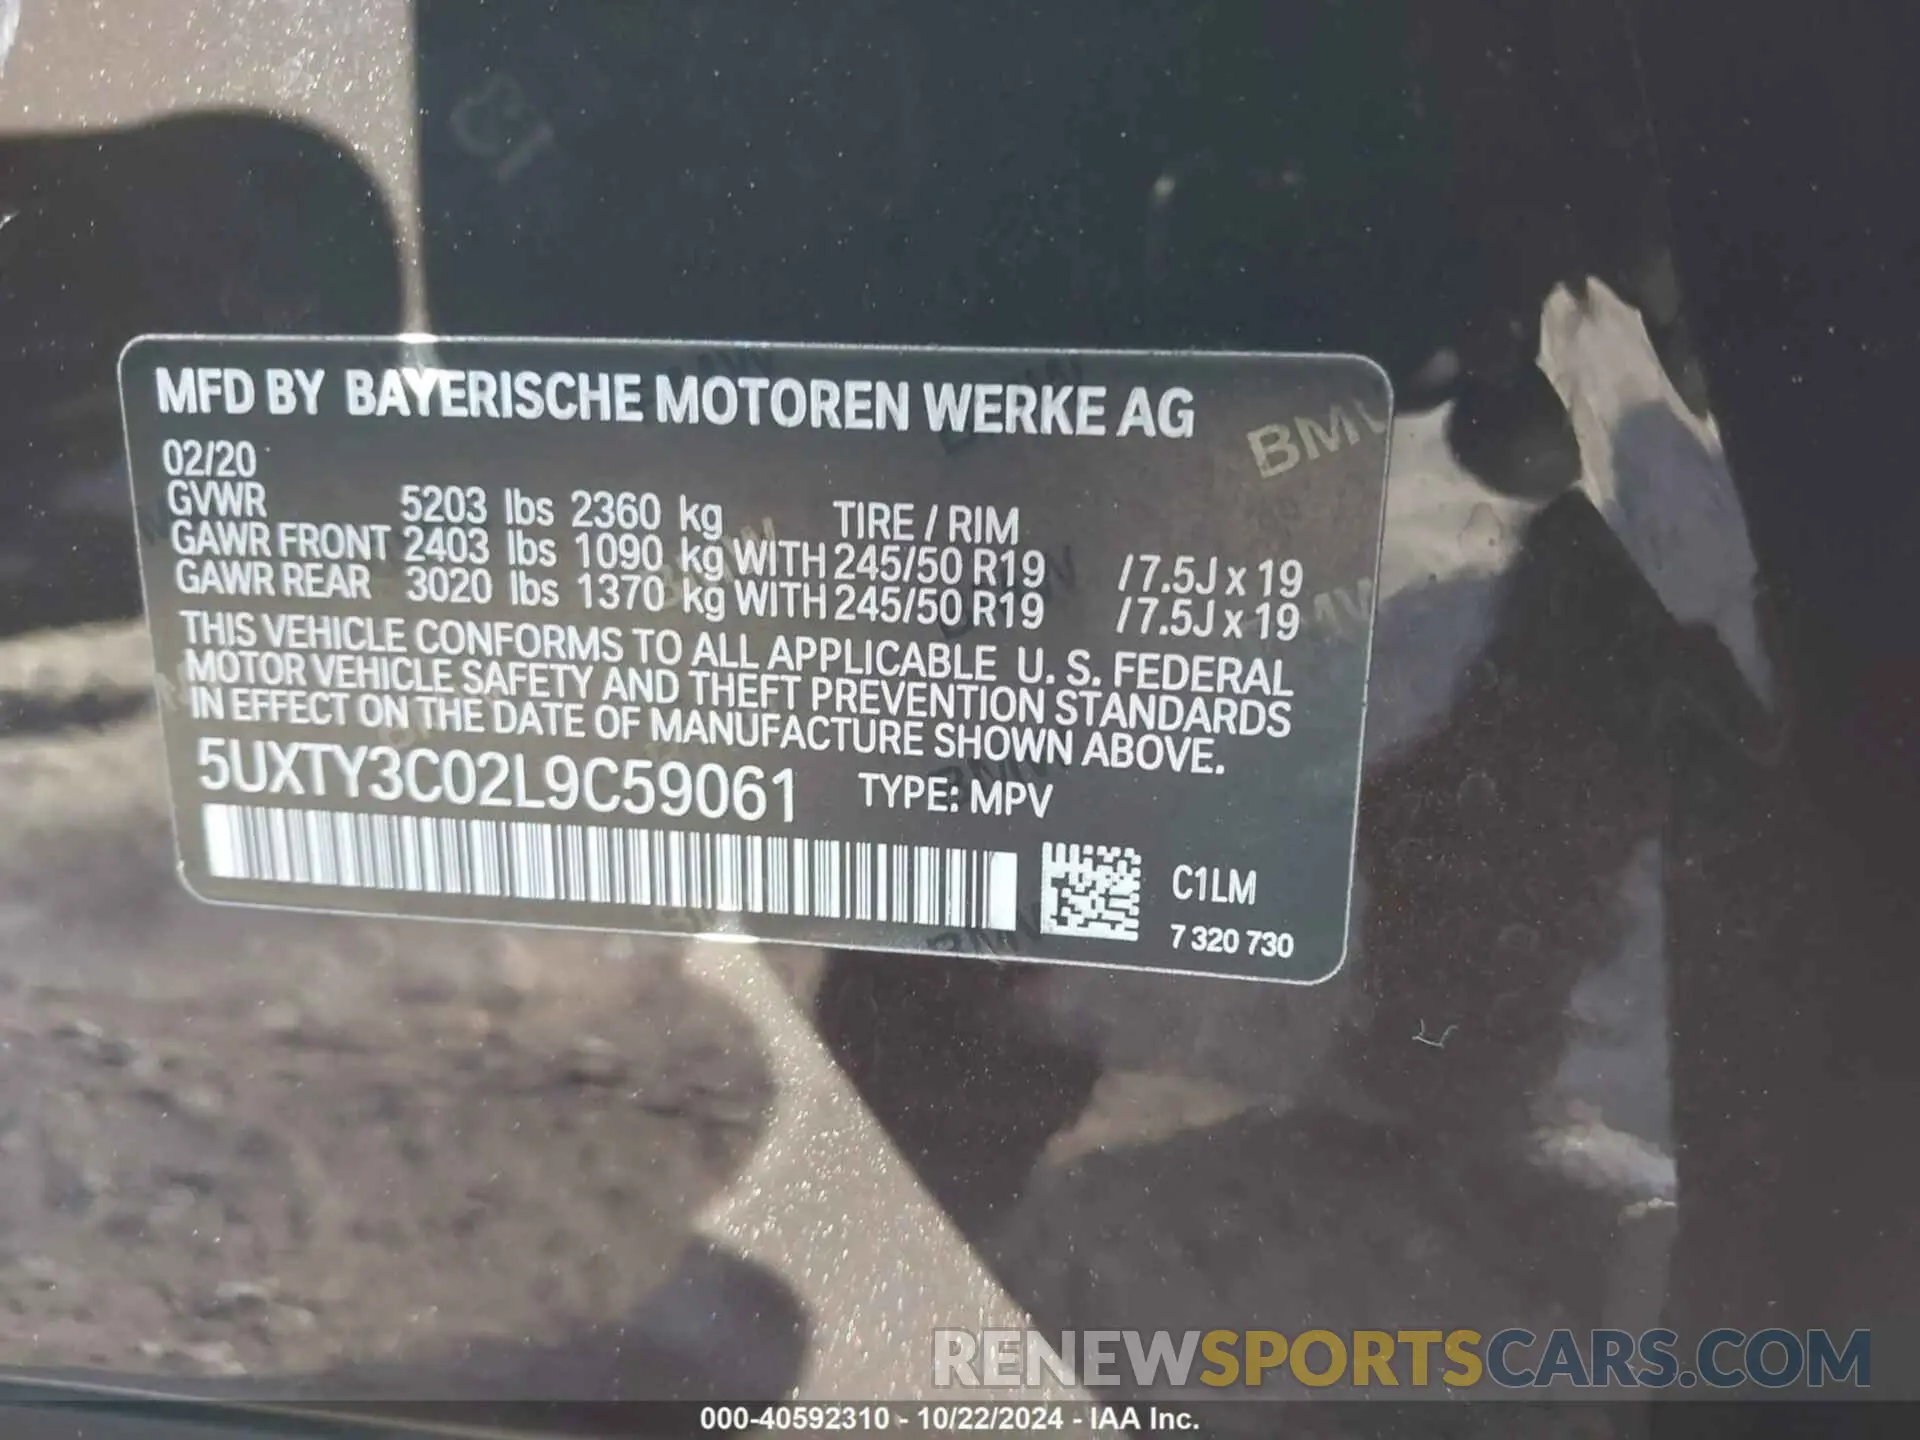 MFD BY BAYERISCHE MOTOREN WERKE AG
BMW
02/20
GVWR 5203 lbs 2360 kg TIRE / RIM
GAWR FRONT 2403 lbs 1090 kg WITH 245/50 R19 /7.5J x 19
GAWR REAR 3020 lbs 1370 kg WITH 245/50 R19 /7.5J x 19
THIS VEHICLE CONFORMS TO ALL APPLICABLE U. S. FEDERAL
MOTOR VEHICLE SAFETY AND THEFT PREVENTION STANDARDS
IN EFFECT ON THE DATE OF MANUFACTURE SHOWN ABOVE.
5UXTY3C02L9C59061 TYPE: MPV
C1LM
7 320 730
RENEWSPORTSCARS.COM
000-40592310 - 10/22/2024 - IAA Inc.